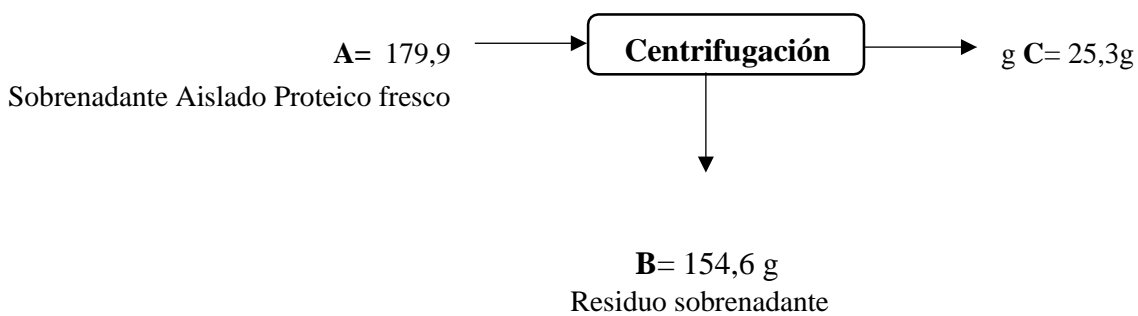 A= 179,9
Centrifugación
g C= 25,3g
Sobrenadante Aislado Proteico fresco
B= 154,6 g
Residuo sobrenadante